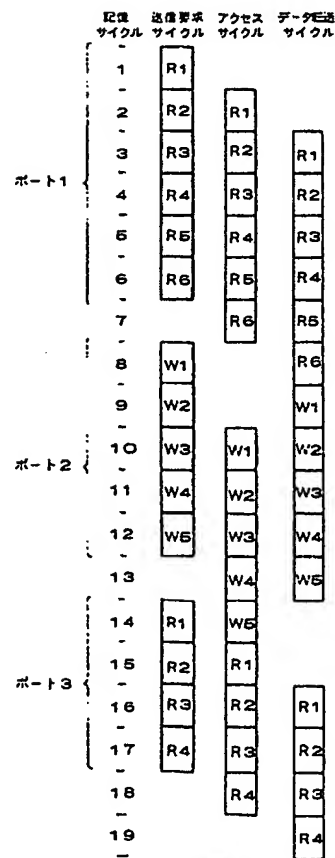 記憶 送信要求 アクセス データ転送
サイクル サイクル サイクル サイクル
1 R1
2 R2 R1
3 R3 R2 R1
ポート1 4 R4 R3 R2
5 R5 R4 R3
6 R6 R5 R4
7 R6 R5
8 W1 R6
9 W2 W1
10 W3 W1 W2
ポート2 11 W4 W2 W3
12 W5 W3 W4
13 W4 W5
14 R1 W5
15 R2 R1
ポート3 16 R3 R2 R1
17 R4 R3 R2
18 R4 R3
19 R4